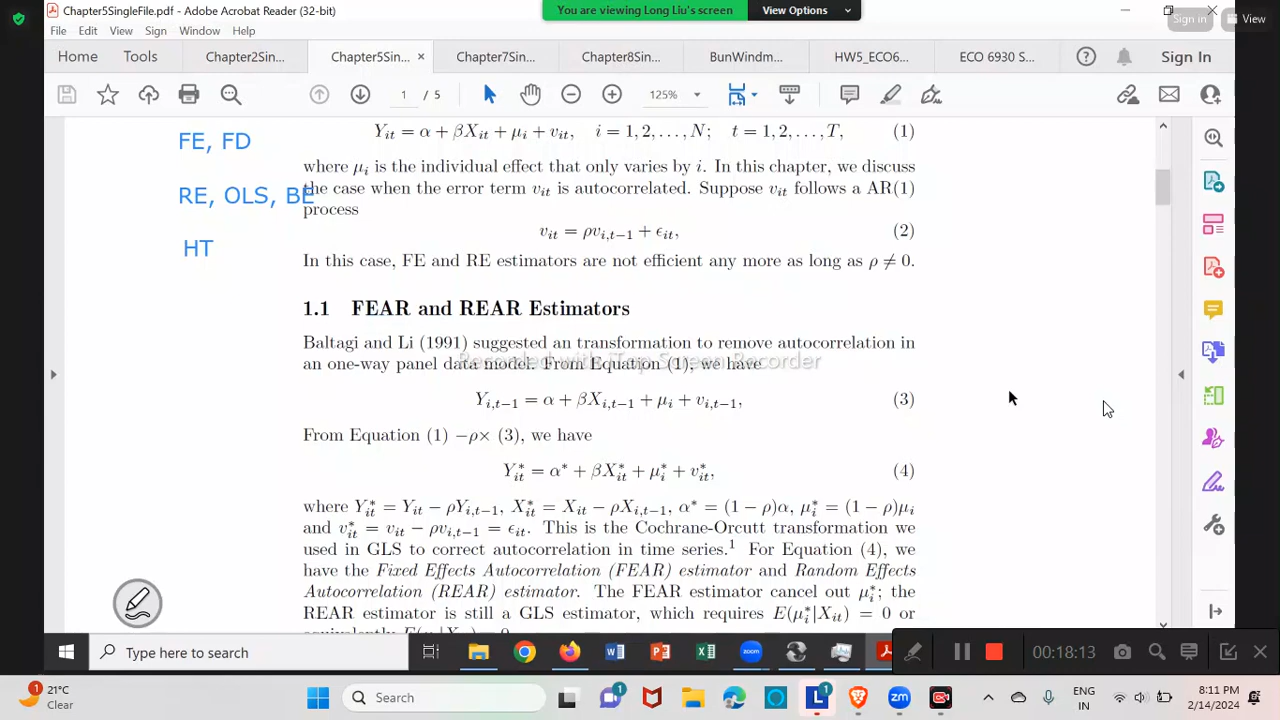 Chapter5SingleFile.pdf - Adobe Acrobat Reader (32-bit)
You are viewing Long Liu's screen
View Options
Sign in
View
File Edit View Sign Window Help
Home Tools Chapter2Sin... Chapter5Sin... × Chapter7Sin... Chapter8Sin... BunWindm... HW5_ECO6... ECO 6930 S... Sign In
1 / 5 125%
FE, FD
RE, OLS, BE
HT
Y_{it} = α + βX_{it} + μ_i + v_{it}, i = 1, 2, . . . , N; t = 1, 2, . . . , T, (1)
where μ_i is the individual effect that only varies by i. In this chapter, we discuss
the case when the error term v_{it} is autocorrelated. Suppose v_{it} follows a AR(1)
process
v_{it} = ρv_{i,t−1} + ϵ_{it}, (2)
In this case, FE and RE estimators are not efficient any more as long as ρ ≠ 0.
1.1 FEAR and REAR Estimators
Baltagi and Li (1991) suggested an transformation to remove autocorrelation in
an one-way panel data model. From Equation (1), we have
Recorded with iTop Screen Recorder
Y_{i,t−1} = α + βX_{i,t−1} + μ_i + v_{i,t−1}, (3)
From Equation (1) −ρ× (3), we have
Y*_{it} = α* + βX*_{it} + μ*_i + v*_{it}, (4)
where Y*_{it} = Y_{it} − ρY_{i,t−1}, X*_{it} = X_{it} − ρX_{i,t−1}, α* = (1 − ρ)α, μ*_i = (1 − ρ)μ_i
and v*_{it} = v_{it} − ρv_{i,t−1} = ϵ_{it}. This is the Cochrane-Orcutt transformation we
used in GLS to correct autocorrelation in time series.¹ For Equation (4), we
have the Fixed Effects Autocorrelation (FEAR) estimator and Random Effects
Autocorrelation (REAR) estimator. The FEAR estimator cancel out μ*_i; the
REAR estimator is still a GLS estimator, which requires E(μ*_i|X_{it}) = 0 or
Type here to search
00:18:13
1
21°C
Clear
Search
1
1
ENG
IN
8:11 PM
2/14/2024